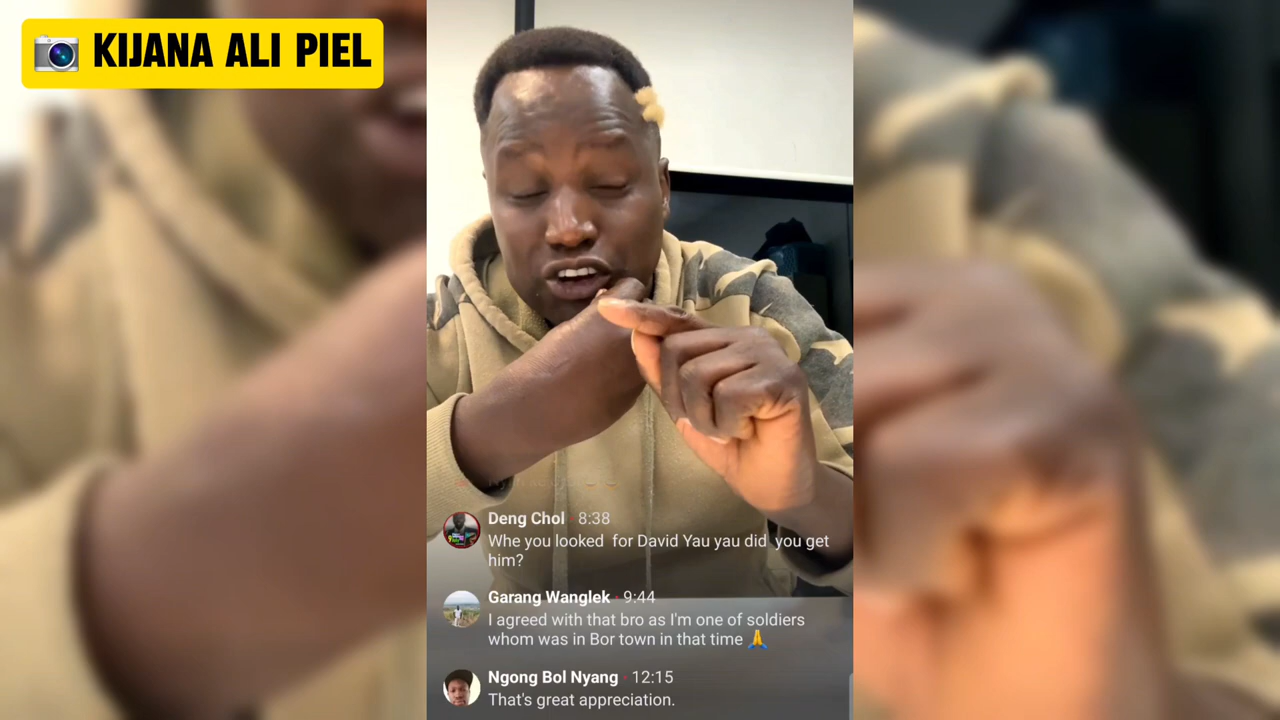 KIJANA ALI PIEL
Deng Chol · 8:38
Whe you looked for David Yau yau did you get
him?
Garang Wanglek · 9:44
I agreed with that bro as I'm one of soldiers
whom was in Bor town in that time 🙏
Ngong Bol Nyang · 12:15
That's great appreciation.